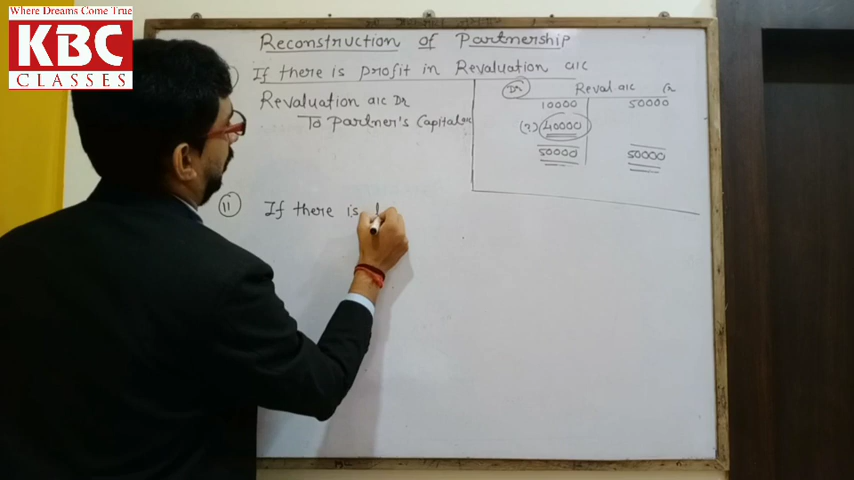 Where Dreams Come True
KBC
CLASSES
Reconstruction of Partnership
If there is profit in Revaluation a/c
Revaluation a/c Dr
To Partner's Capital a/c
Dr Reval a/c Cr
10000 50000
(?) 40000
50000 50000
(II) If there is l